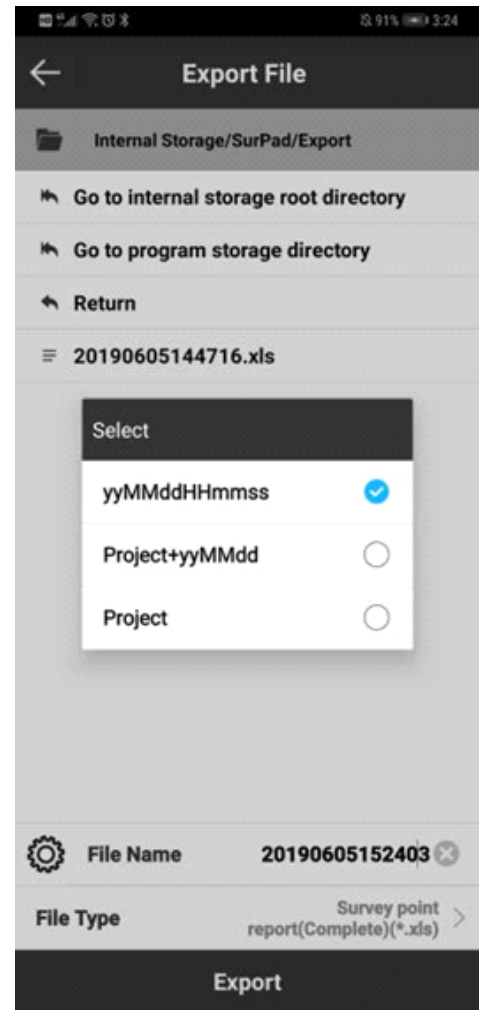 91% 3:24
Export File
Internal Storage/SurPad/Export
Go to internal storage root directory
Go to program storage directory
Return
20190605144716.xls
Select
yyMMddHHmmss
Project+yyMMdd
Project
File Name 20190605152403
File Type Survey point
report(Complete)(*.xls)
Export